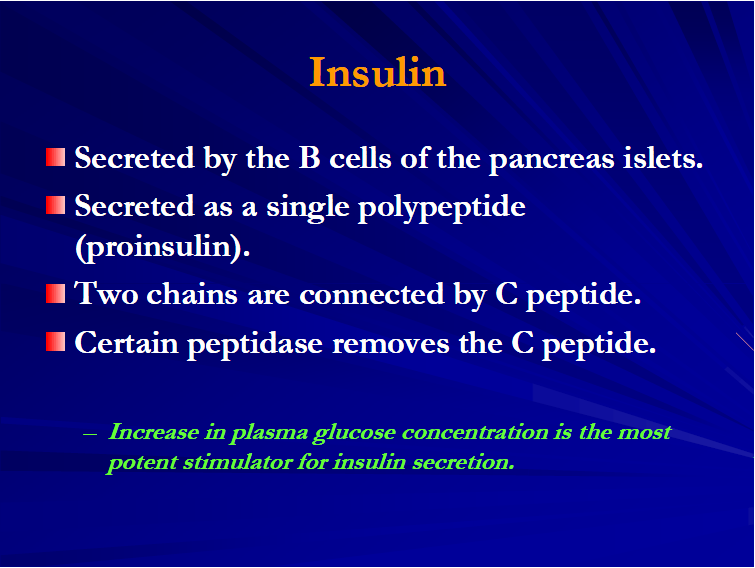 Insulin
Secreted by the B cells of the pancreas islets.
Secreted as a single polypeptide
(proinsulin).
Two chains are connected by C peptide.
Certain peptidase removes the C peptide.
– Increase in plasma glucose concentration is the most
potent stimulator for insulin secretion.